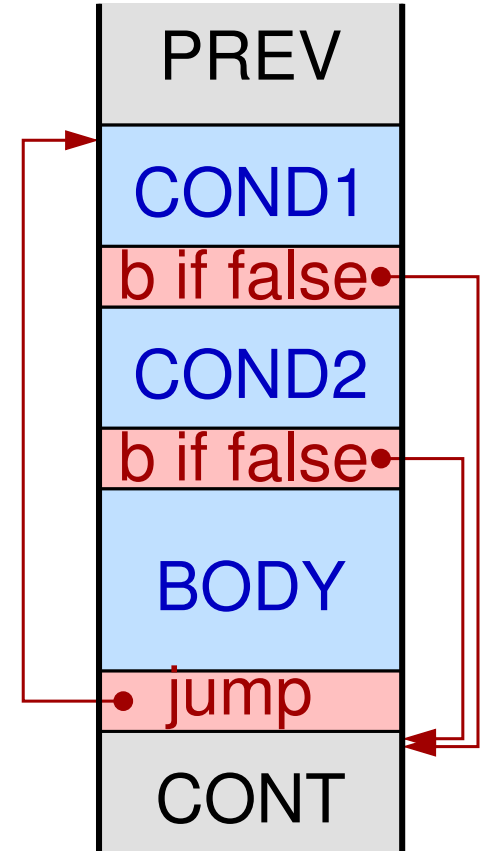 PREV
COND1
b if false
COND2
b if false
BODY
jump
CONT